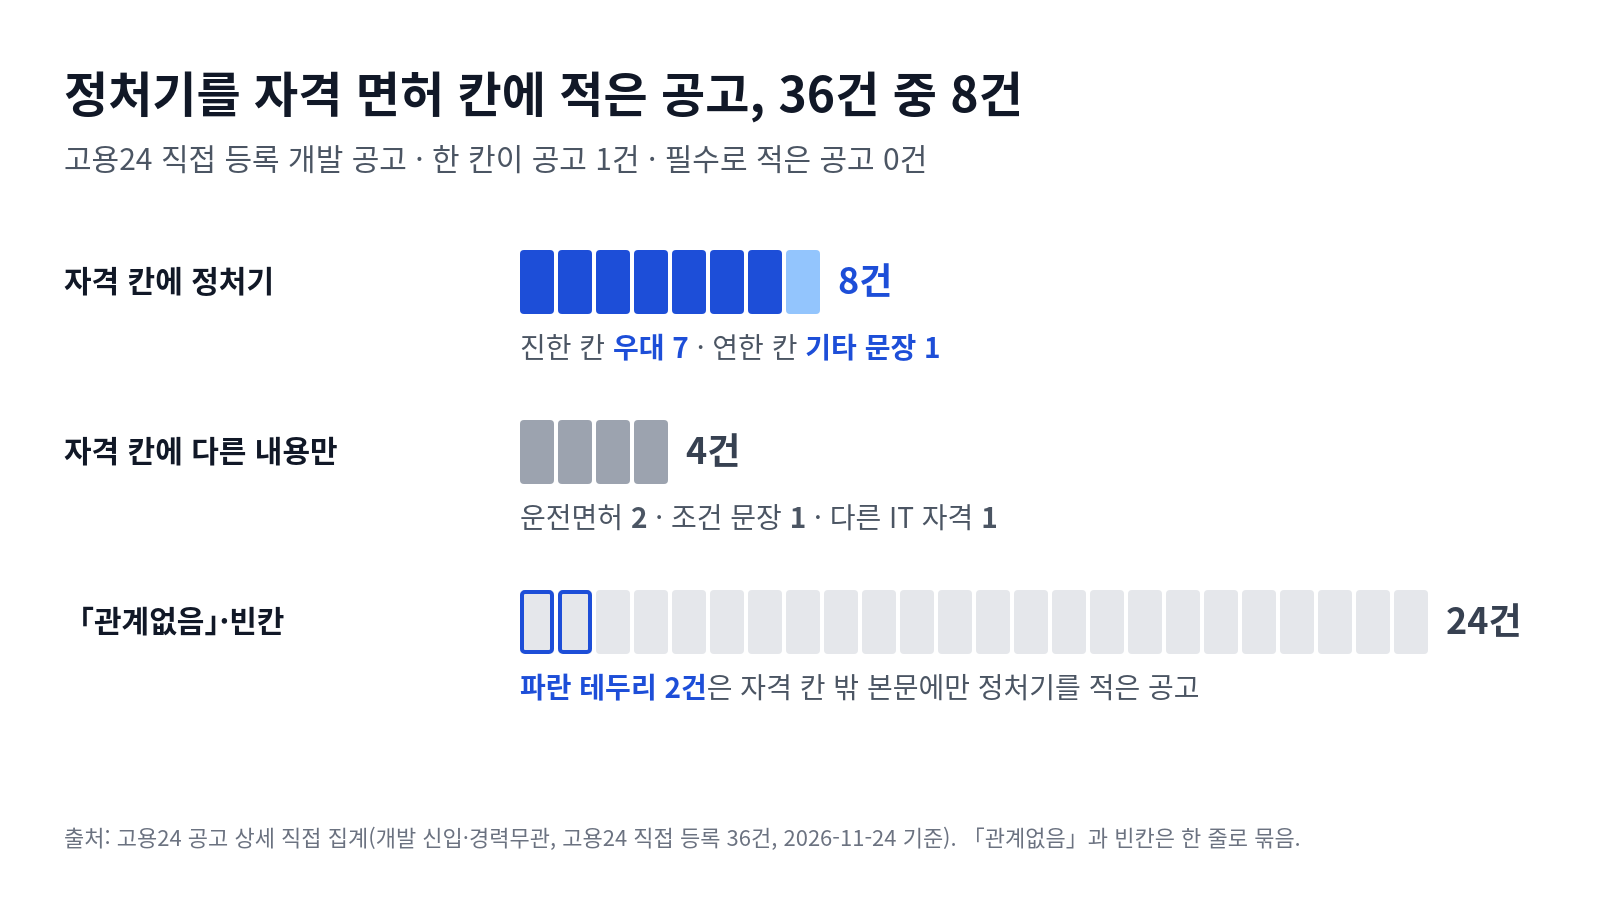 정처기를 자격 면허 칸에 적은 공고, 36건 중 8건
고용24 직접 등록 개발 공고 · 한 칸이 공고 1건 · 필수로 적은 공고 0건
자격 칸에 정처기
8건
진한 칸 우대 7 · 연한 칸 기타 문장 1
자격 칸에 다른 내용만
4건
운전면허 2 · 조건 문장 1 · 다른 IT 자격 1
「관계없음」·빈칸
24건
파란 테두리 2건은 자격 칸 밖 본문에만 정처기를 적은 공고
출처: 고용24 공고 상세 직접 집계(개발 신입·경력무관, 고용24 직접 등록 36건, 2026-11-24 기준). 「관계없음」과 빈칸은 한 줄로 묶음.